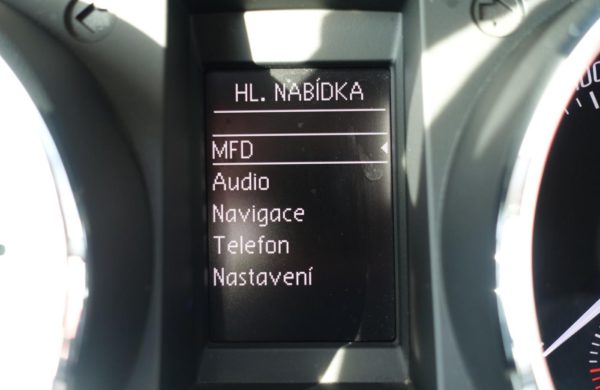 HL. NABÍDKA
MFD
Audio
Navigace
Telefon
Nastavení